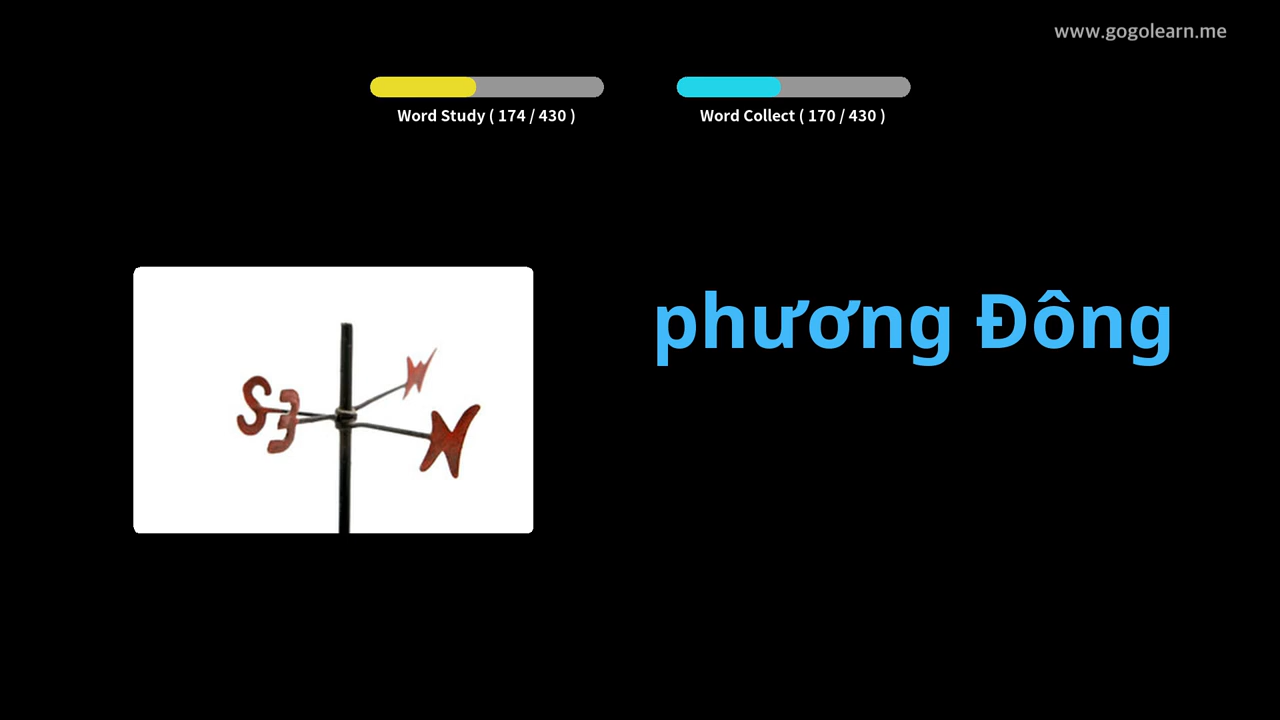 www.gogolearn.me
Word Study ( 174 / 430 )
Word Collect ( 170 / 430 )
phương Đông
S
E
N